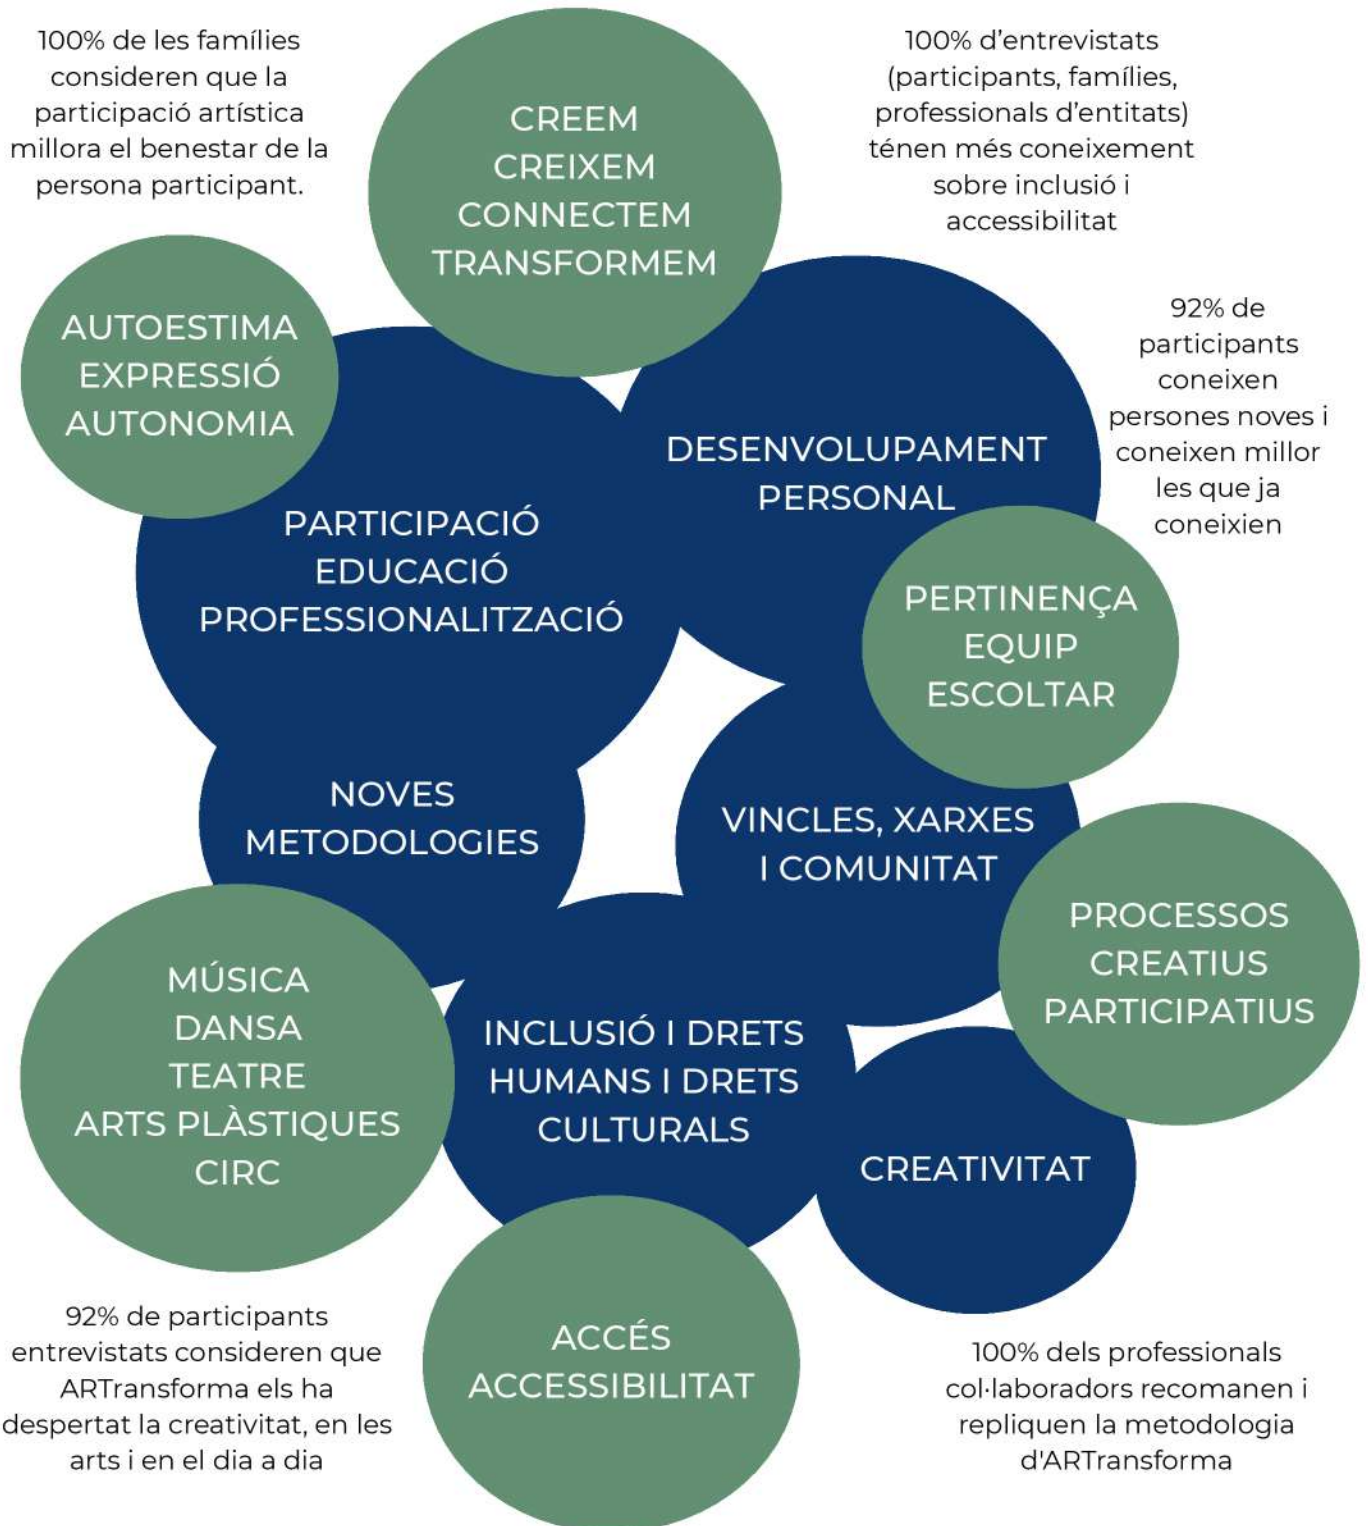 100% de les famílies
consideren que la
participació artística
millora el benestar de la
persona participant.
CREEM
CREIXEM
CONNECTEM
TRANSFORMEM
100% d’entrevistats
(participants, famílies,
professionals d’entitats)
ténen més coneixement
sobre inclusió i
accessibilitat
AUTOESTIMA
EXPRESSIÓ
AUTONOMIA
92% de
participants
coneixen
persones noves i
coneixen millor
les que ja
coneixien
DESENVOLUPAMENT
PERSONAL
PARTICIPACIÓ
EDUCACIÓ
PROFESSIONALITZACIÓ
PERTINENÇA
EQUIP
ESCOLTAR
NOVES
METODOLOGIES
VINCLES, XARXES
I COMUNITAT
PROCESSOS
CREATIUS
PARTICIPATIUS
MÚSICA
DANSA
TEATRE
ARTS PLÀSTIQUES
CIRC
INCLUSIÓ I DRETS
HUMANS I DRETS
CULTURALS
CREATIVITAT
92% de participants
entrevistats consideren que
ARTransforma els ha
despertat la creativitat, en les
arts i en el dia a dia
ACCÉS
ACCESSIBILITAT
100% dels professionals
col·laboradors recomanen i
repliquen la metodologia
d'ARTransforma